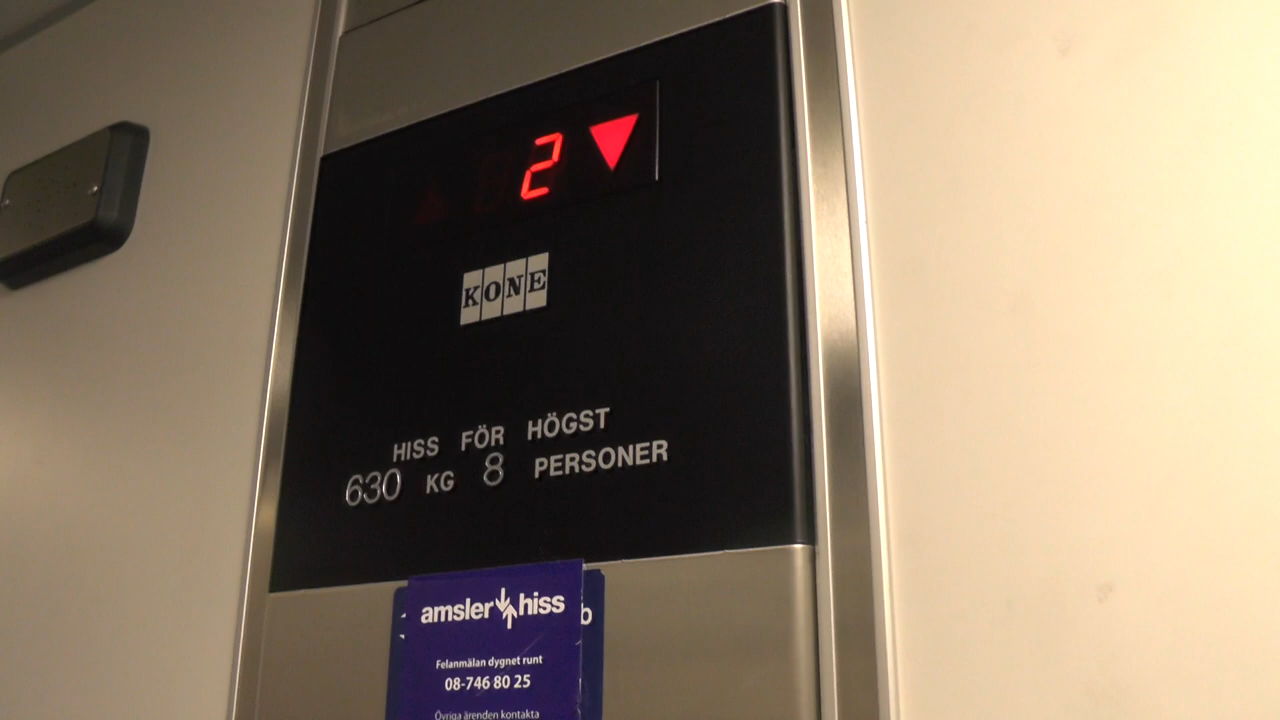 2
KONE
HISS FÖR HÖGST
630 KG 8 PERSONER
amsler hiss
b
Felanmälan dygnet runt
08-746 80 25
Övriga ärenden kontakta